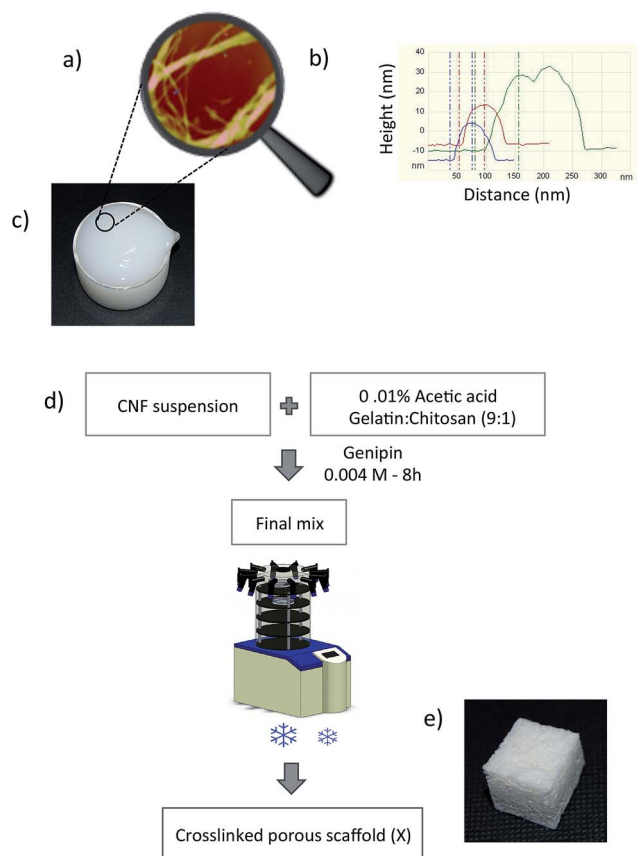 a)
b)
Height (nm)
40
30
20
10
0
-10
nm
50
100
150
200
250
300
nm
Distance (nm)
c)
d)
CNF suspension
0 .01% Acetic acid
Gelatin:Chitosan (9:1)
Genipin
0.004 M - 8h
Final mix
e)
Crosslinked porous scaffold (X)